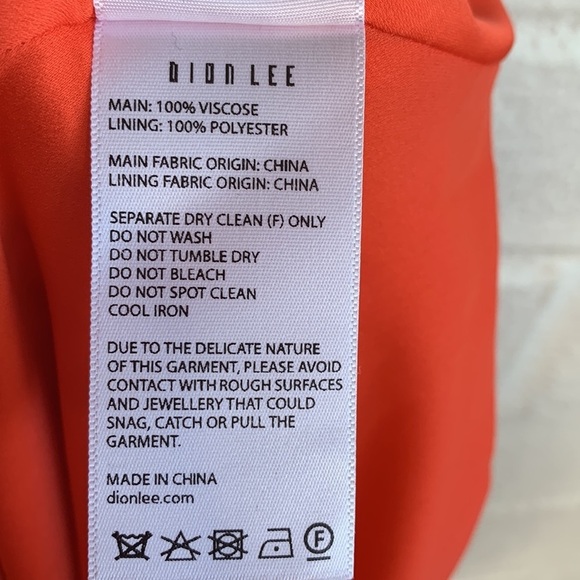 DION LEE
MAIN: 100% VISCOSE
LINING: 100% POLYESTER
MAIN FABRIC ORIGIN: CHINA
LINING FABRIC ORIGIN: CHINA
SEPARATE DRY CLEAN (F) ONLY
DO NOT WASH
DO NOT TUMBLE DRY
DO NOT BLEACH
DO NOT SPOT CLEAN
COOL IRON
DUE TO THE DELICATE NATURE
OF THIS GARMENT, PLEASE AVOID
CONTACT WITH ROUGH SURFACES
AND JEWELLERY THAT COULD
SNAG, CATCH OR PULL THE
GARMENT.
MADE IN CHINA
dionlee.com
F